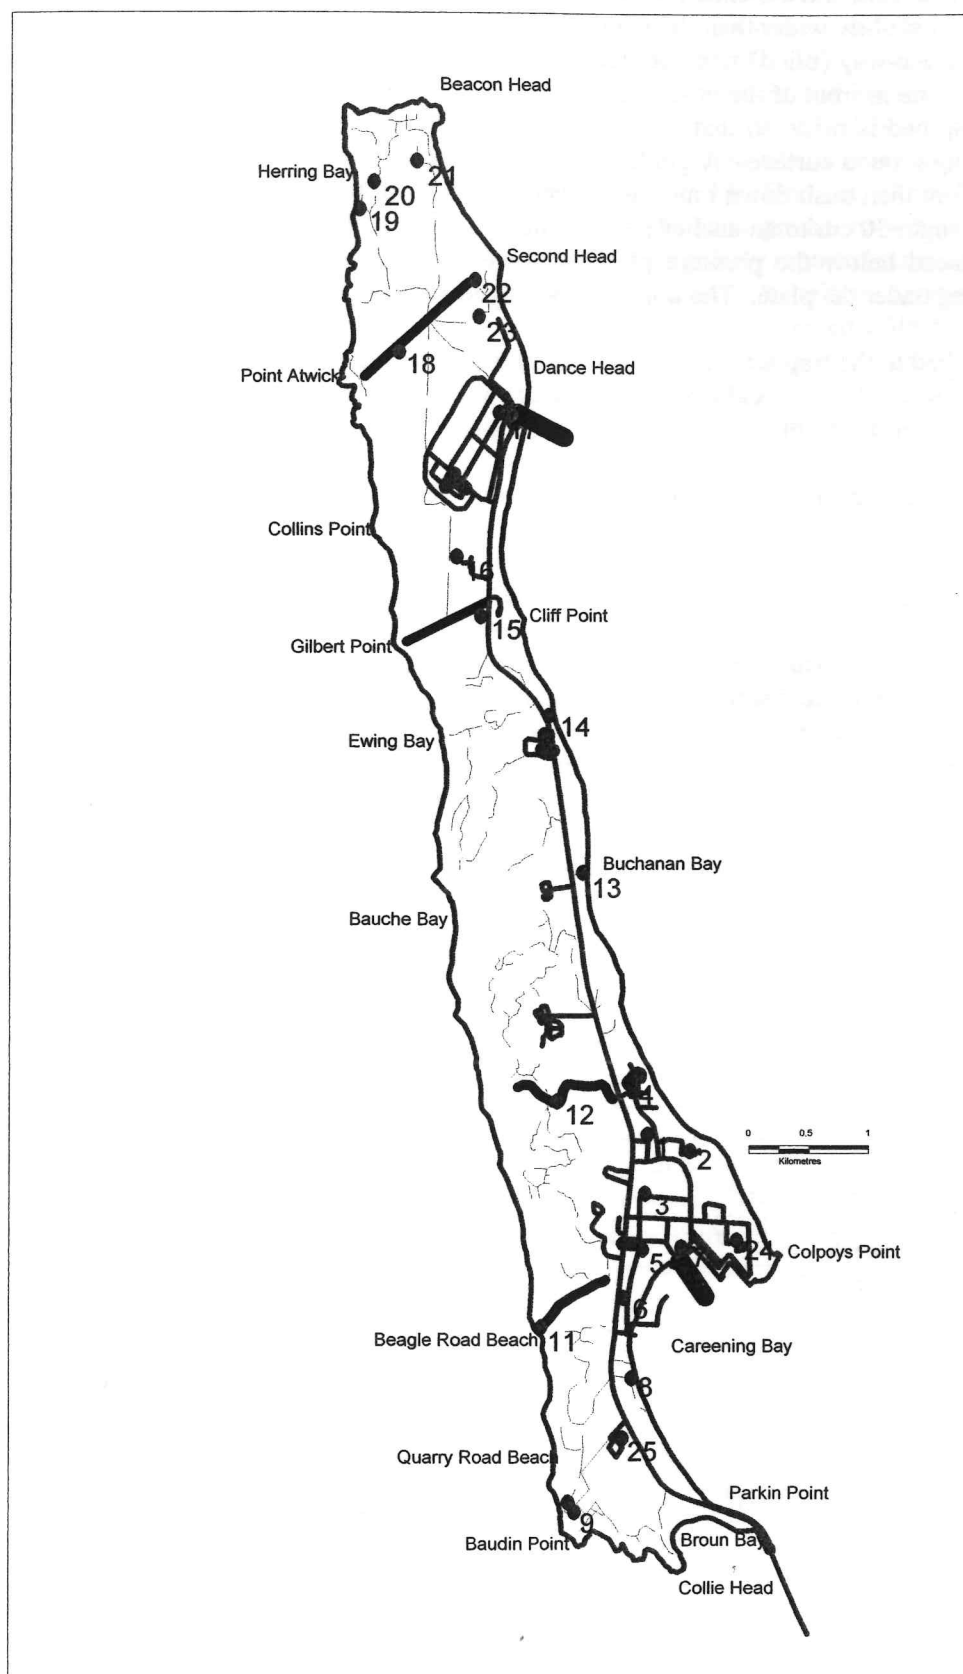 Beacon Head
Herring Bay
21
20
19
Second Head
22
23
18
Point Atwick
Dance Head
Collins Point
16
Cliff Point
15
Gilbert Point
14
Ewing Bay
Buchanan Bay
13
Bauche Bay
12
0 0.5 1
Kilometres
2
3
24
Colpoys Point
5
6
Beagle Road Beach
11
Careening Bay
8
25
Quarry Road Beach
Parkin Point
9
Baudin Point
Broun Bay
Collie Head